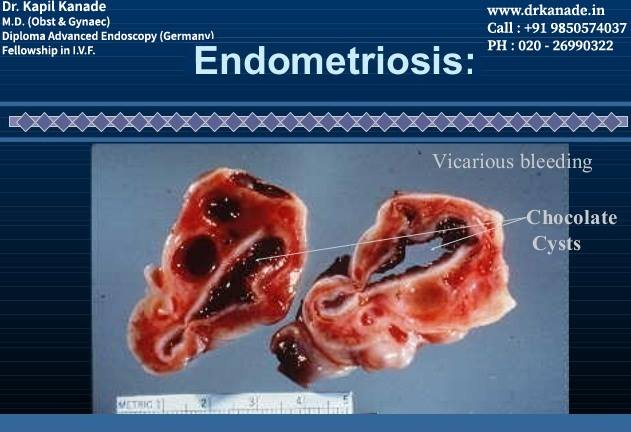 Dr. Kapil Kanade
M.D. (Obst & Gynaec)
Diploma Advanced Endoscopy (Germany)
Fellowship in I.V.F.
www.drkanade.in
Call : +91 9850574037
PH : 020 - 26990322
Endometriosis:
Vicarious bleeding
Chocolate
Cysts
METRIC 1 2 3 4 5